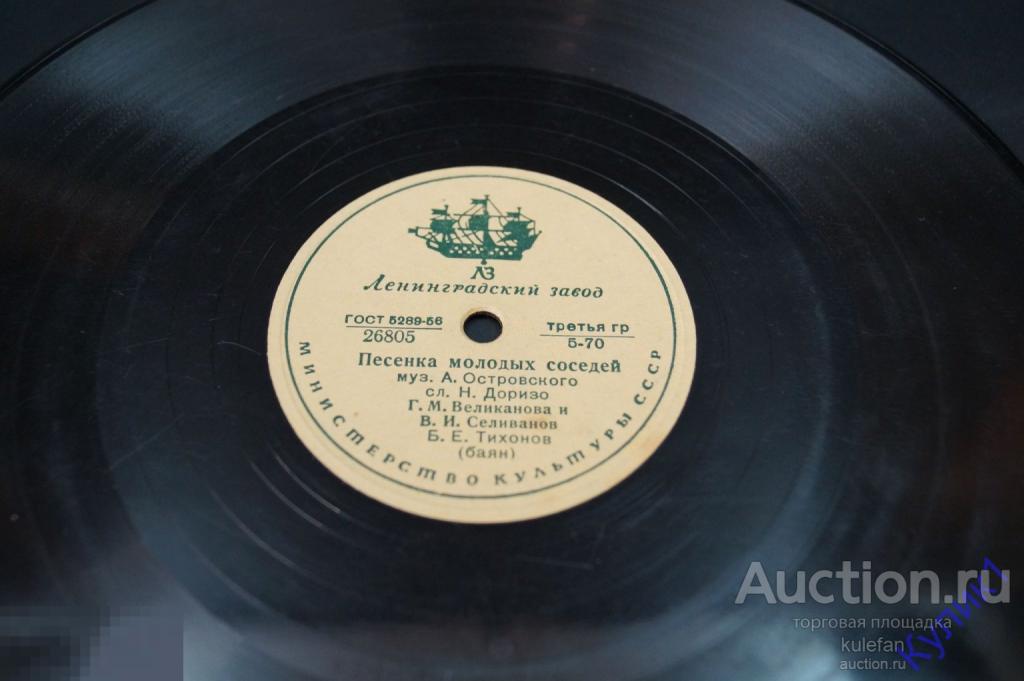 ЛЗ
Ленинградский завод
ГОСТ 5289-56
26805
третья гр
5-70
Песенка молодых соседей
муз. А. Островского
сл. Н. Доризо
Г. М. Великанова и
В. И. Селиванов
Б. Е. Тихонов
(баян)
МИНИСТЕРСТВО КУЛЬТУРЫ СССР
Auction.ru
торговая площадка
kulefan
auction.ru
Кулик1